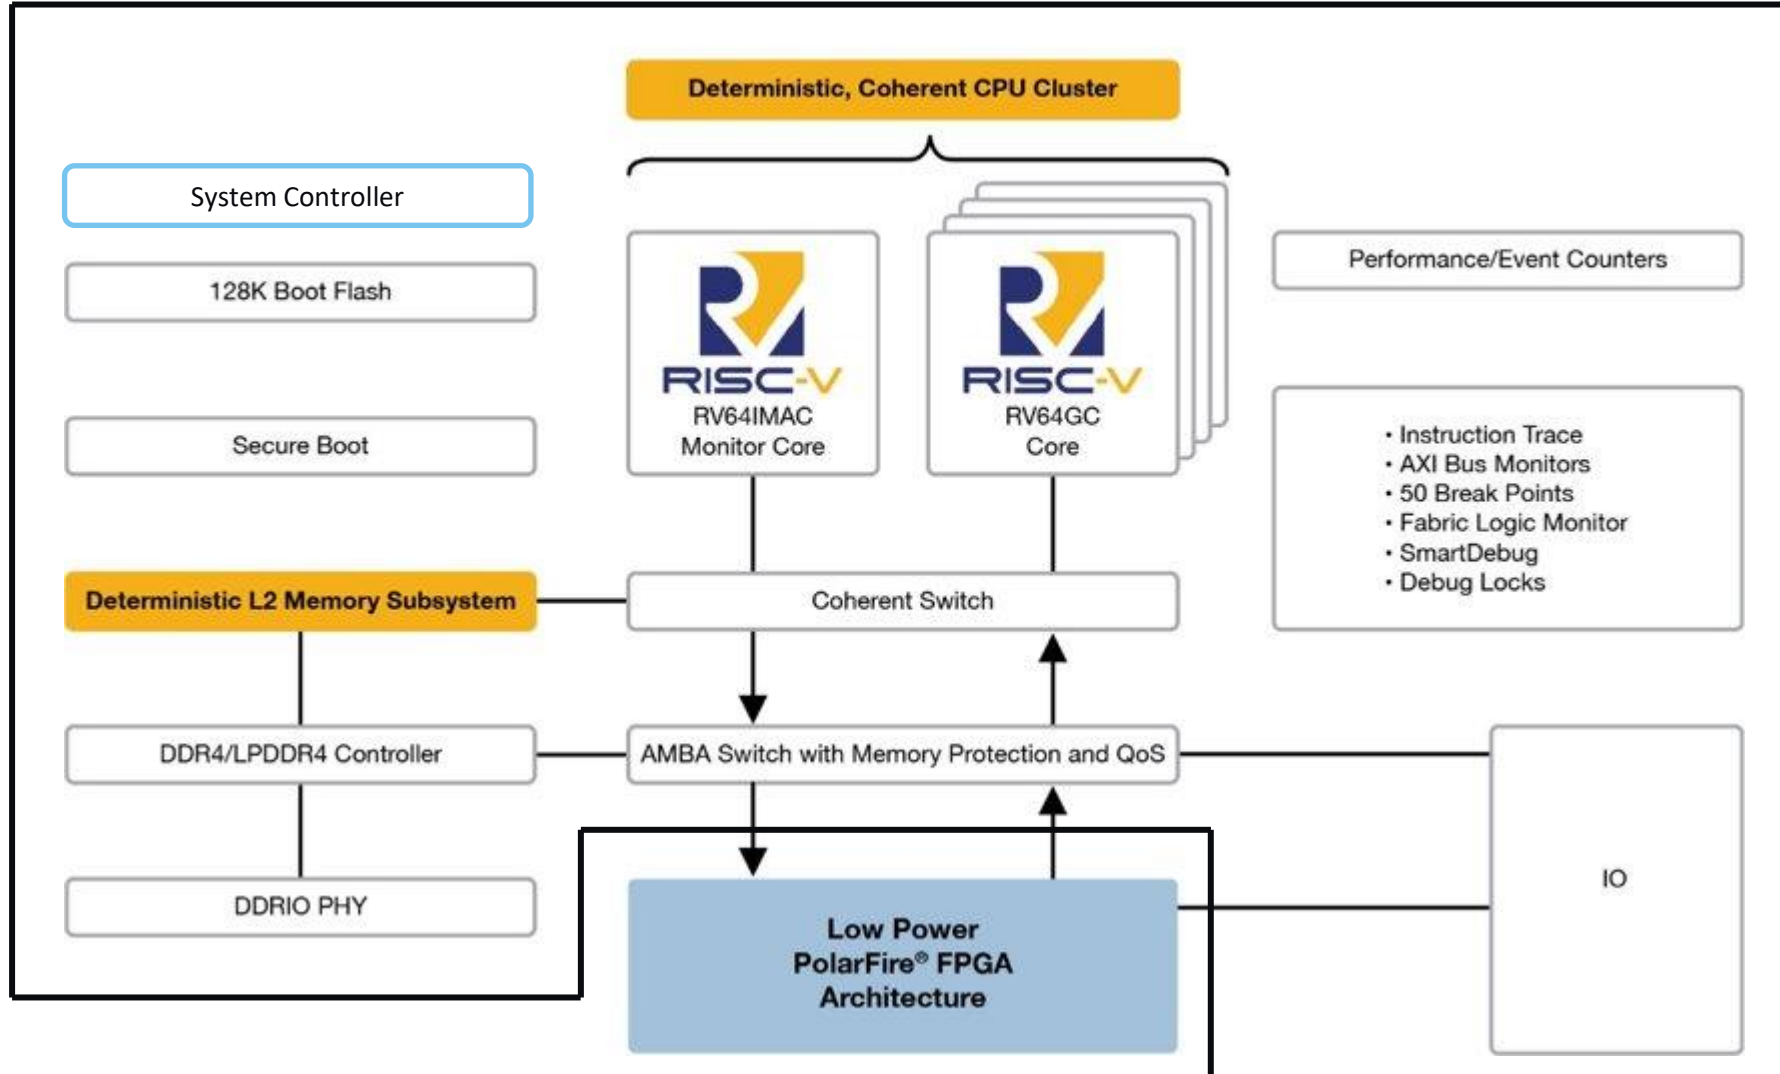 Deterministic, Coherent CPU Cluster
System Controller
128K Boot Flash
Secure Boot
RISC-V
RV64IMAC
Monitor Core
RISC-V
RV64GC
Core
Performance/Event Counters
• Instruction Trace
• AXI Bus Monitors
• 50 Break Points
• Fabric Logic Monitor
• SmartDebug
• Debug Locks
Deterministic L2 Memory Subsystem
Coherent Switch
DDR4/LPDDR4 Controller
AMBA Switch with Memory Protection and QoS
DDRIO PHY
Low Power
PolarFire® FPGA
Architecture
IO